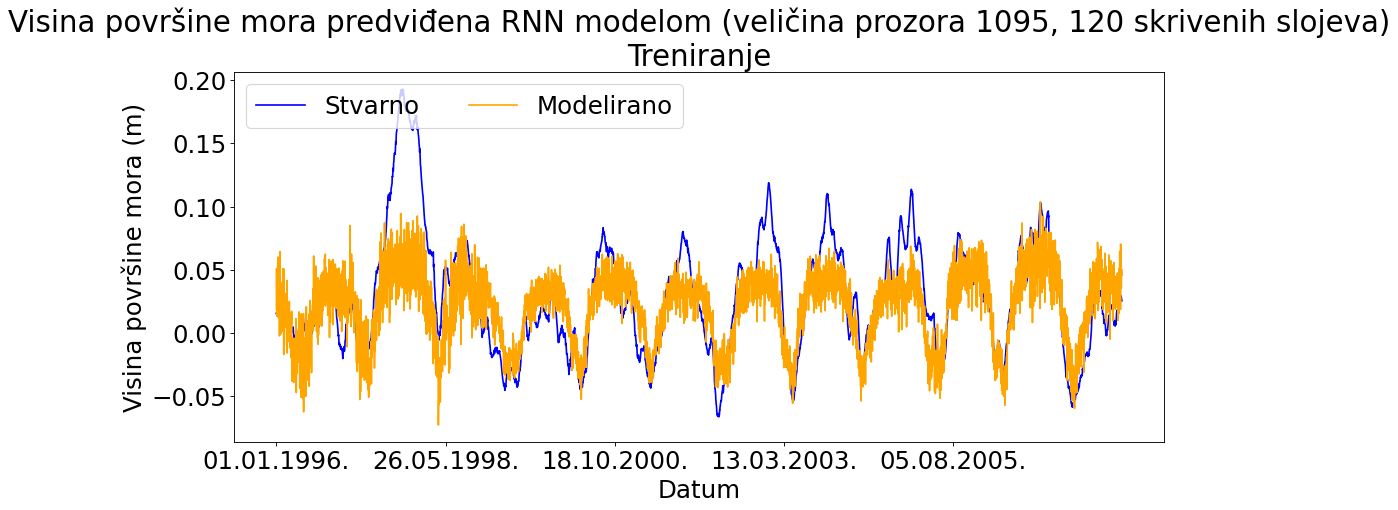 Visina površine mora predviđena RNN modelom (veličina prozora 1095, 120 skrivenih slojeva)
Treniranje
Stvarno
Modelirano
Visina površine mora (m)
0.20
0.15
0.10
0.05
0.00
−0.05
01.01.1996.
26.05.1998.
18.10.2000.
13.03.2003.
05.08.2005.
Datum